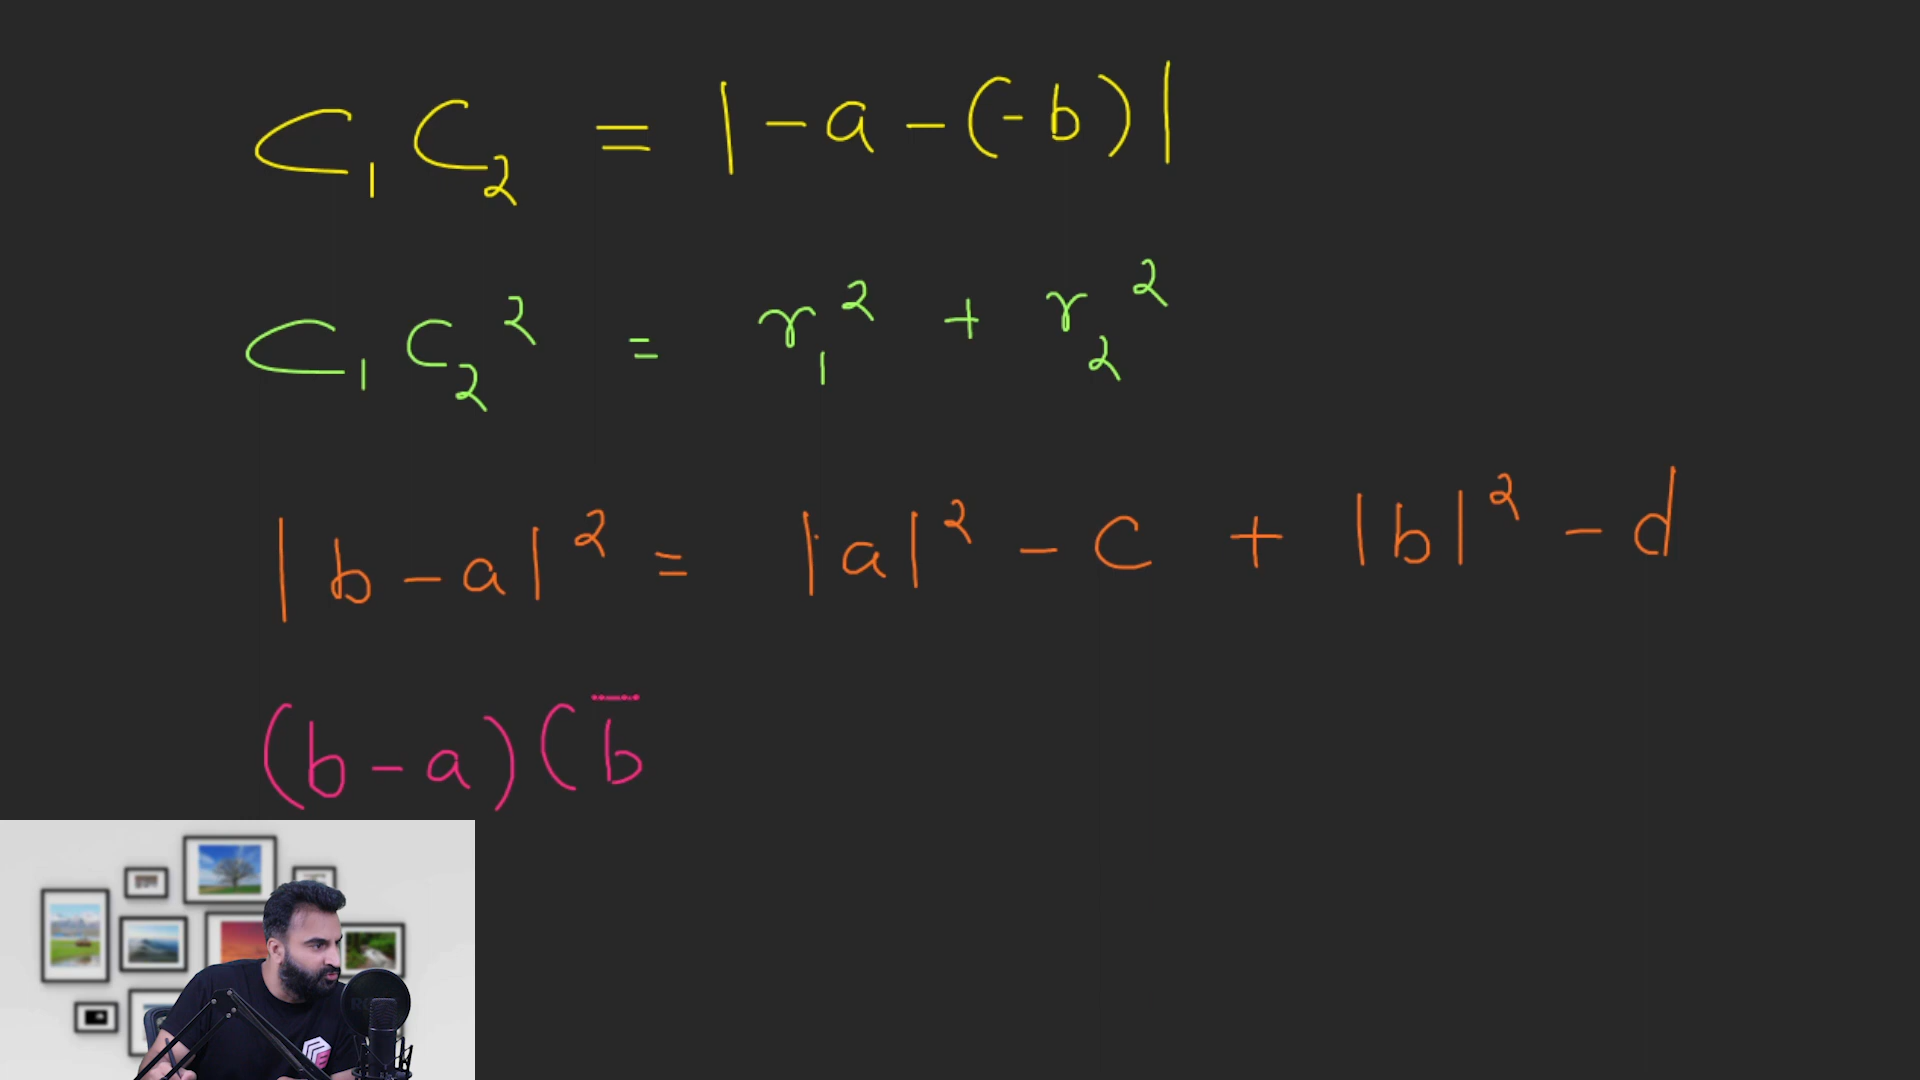 C₁C₂ = |-a-(-b)|
C₁C₂² = r₁² + r₂²
|b-a|² = |a|² - c + |b|² - d
(b-a)(b̅